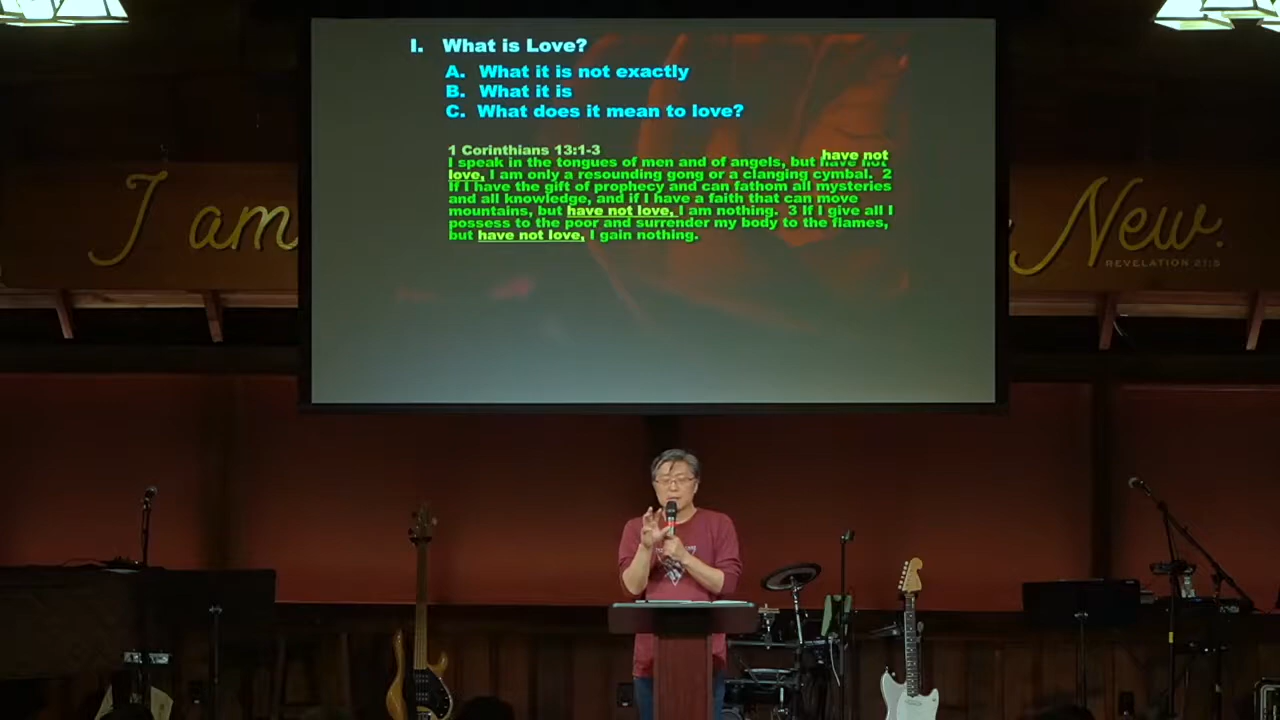 I. What is Love?
A. What it is not exactly
B. What it is
C. What does it mean to love?
1 Corinthians 13:1-3
I speak in the tongues of men and of angels, but have not
love, I am only a resounding gong or a clanging cymbal. 2
If I have the gift of prophecy and can fathom all mysteries
and all knowledge, and if I have a faith that can move
mountains, but have not love, I am nothing. 3 If I give all I
possess to the poor and surrender my body to the flames,
but have not love, I gain nothing.
I am
New.
REVELATION 21:5